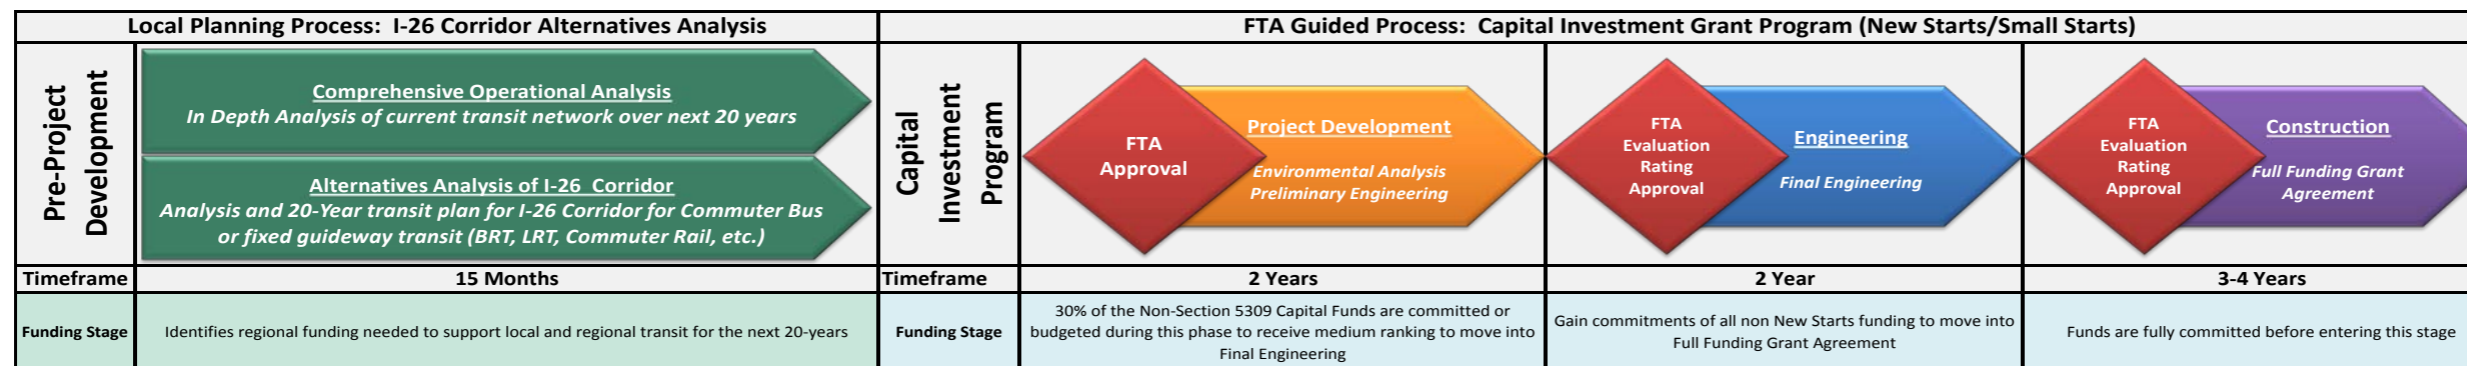 Local Planning Process:  I-26 Corridor Alternatives Analysis
FTA Guided Process:  Capital Investment Grant Program (New Starts/Small Starts)
Pre-Project
Development
Comprehensive Operational Analysis
In Depth Analysis of current transit network over next 20 years
Alternatives Analysis of I-26  Corridor
Analysis and 20-Year transit plan for I-26 Corridor for Commuter Bus
or fixed guideway transit (BRT, LRT, Commuter Rail, etc.)
Capital
Investment
Program
FTA
Approval
Project Development
Environmental Analysis
Preliminary Engineering
FTA
Evaluation
Rating
Approval
Engineering
Final Engineering
FTA
Evaluation
Rating
Approval
Construction
Full Funding Grant
Agreement
Timeframe
15 Months
Timeframe
2 Years
2 Year
3-4 Years
Funding Stage
Identifies regional funding needed to support local and regional transit for the next 20-years
Funding Stage
30% of the Non-Section 5309 Capital Funds are committed or
budgeted during this phase to receive medium ranking to move into
Final Engineering
Gain commitments of all non New Starts funding to move into
Full Funding Grant Agreement
Funds are fully committed before entering this stage